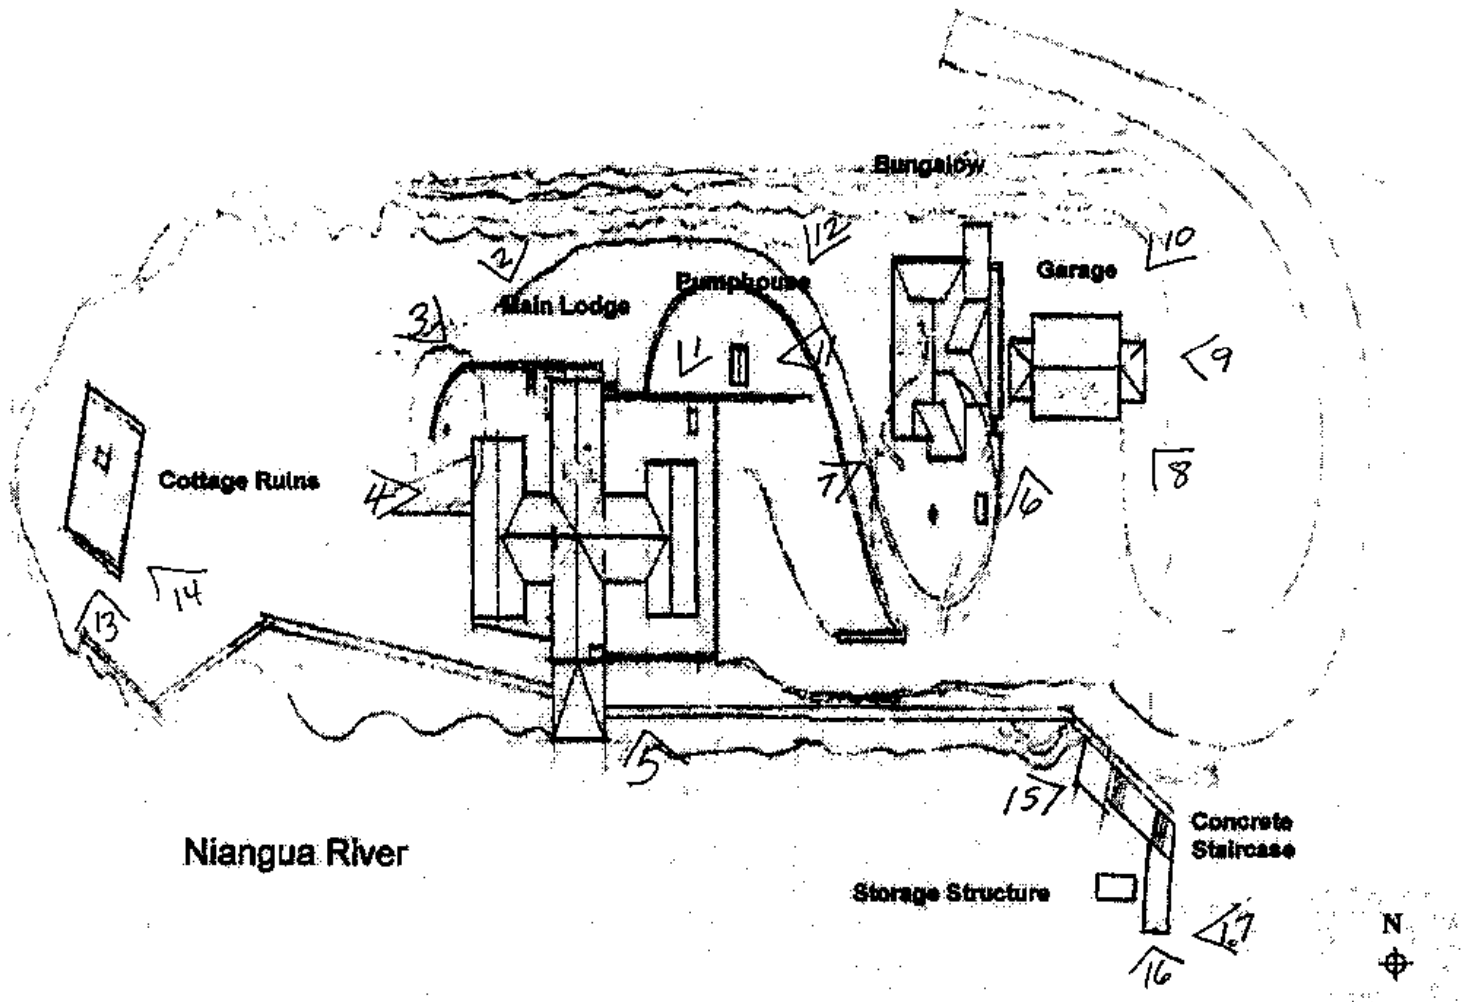 Bungalow
12
10
2
Garage
Pumphouse
Main Lodge
3
1
11
9
Cottage Ruins
4
7
6
8
14
13
5
15
Niangua River
Concrete
Staircase
Storage Structure
17
16
N